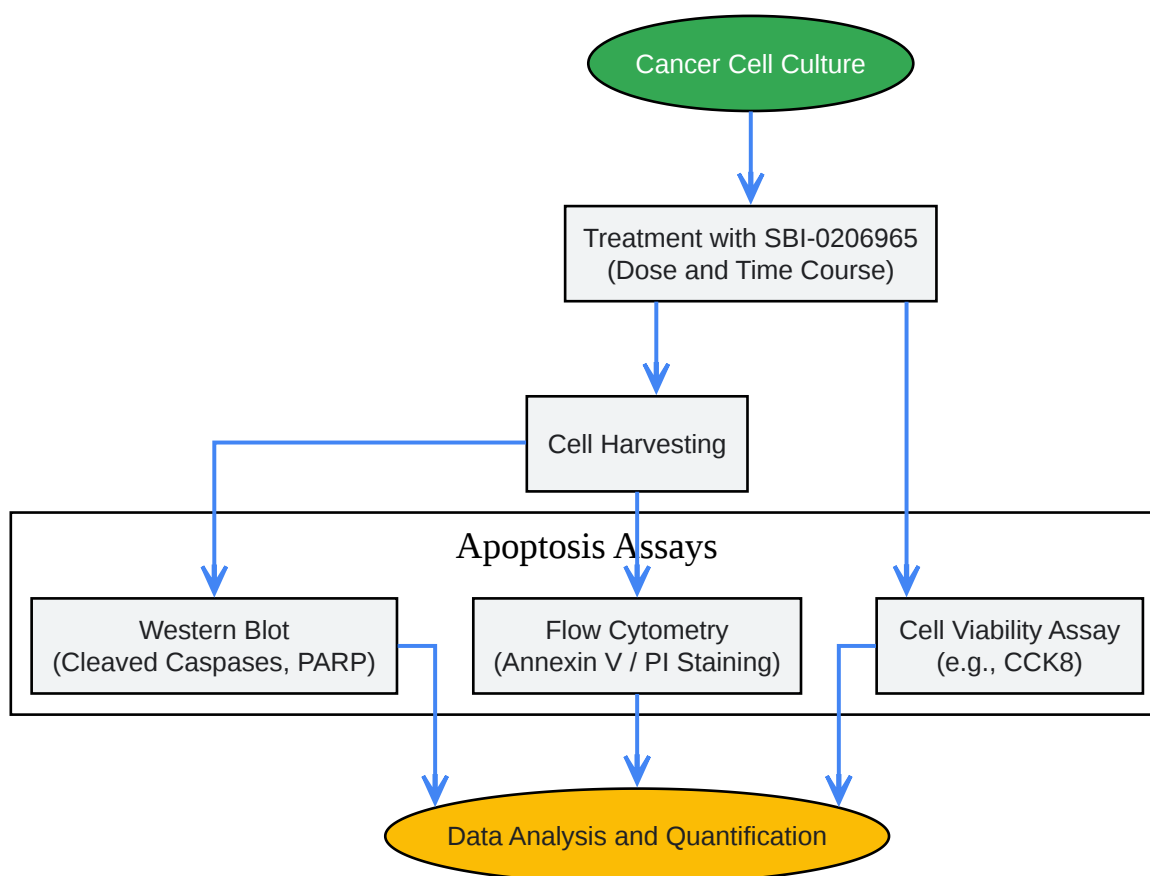 Cancer Cell Culture
Treatment with SBI-0206965
(Dose and Time Course)
Cell Harvesting
Apoptosis Assays
Western Blot
(Cleaved Caspases, PARP)
Flow Cytometry
(Annexin V / PI Staining)
Cell Viability Assay
(e.g., CCK8)
Data Analysis and Quantification